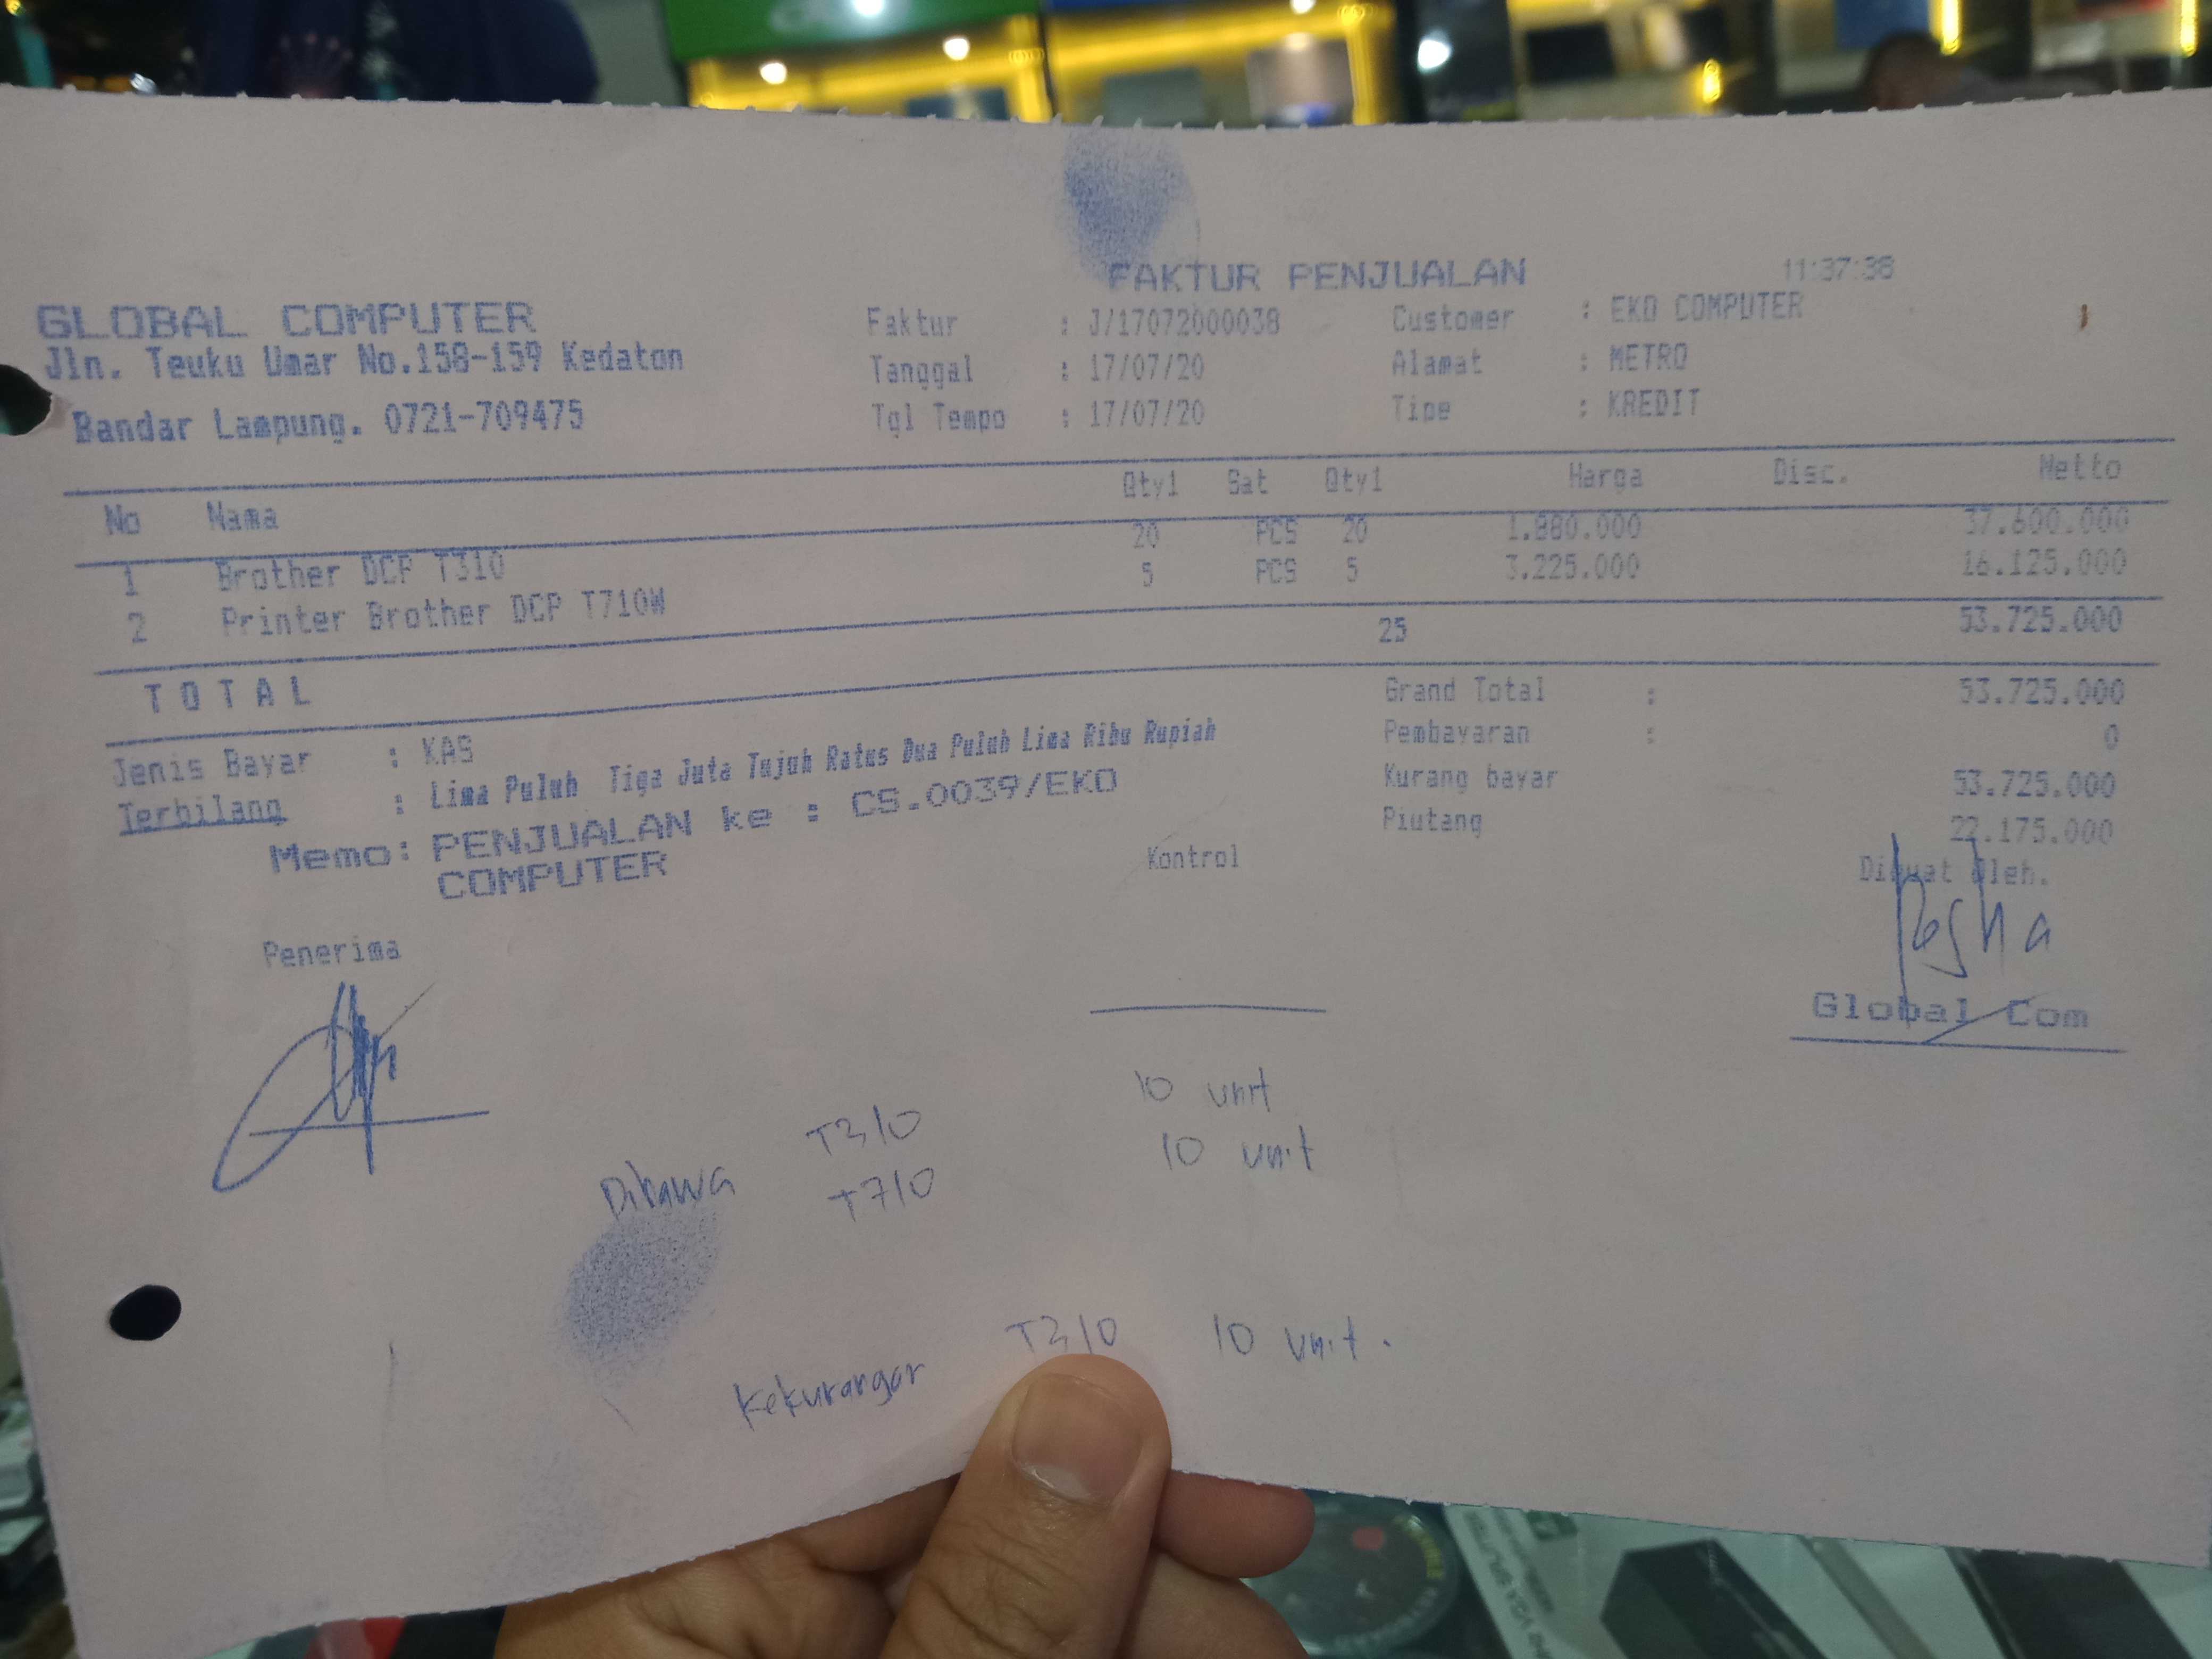 FAKTUR PENJUALAN 11:37:36
GLOBAL COMPUTER
Jln. Teuku Umar No.158-159 Kedaton
Bandar Lampung. 0721-709475
Faktur : J/17072000038
Tanggal : 17/07/20
Tgl Tempo : 17/07/20
Customer : EKO COMPUTER
Alamat : METRO
Tipe : KREDIT
No Nama Qty1 Sat Qty1 Harga Disc. Netto
1 Brother DCP T310 20 PCS 20 1.880.000 37.600.000
2 Printer Brother DCP T710W 5 PCS 5 3.225.000 16.125.000
TOTAL 25 53.725.000
Jenis Bayar : KAS
Terbilang : Lima Puluh Tiga Juta Tujuh Ratus Dua Puluh Lima Ribu Rupiah
Memo: PENJUALAN ke : CS.0039/EKO
COMPUTER
Grand Total : 53.725.000
Pembayaran : 0
Kurang bayar 53.725.000
Piutang 22.175.000
Penerima Kontrol Dibuat Oleh.
Global Com
Dibawa T310 10 unit
T710 10 unit
Kekurangan T310 10 unit.